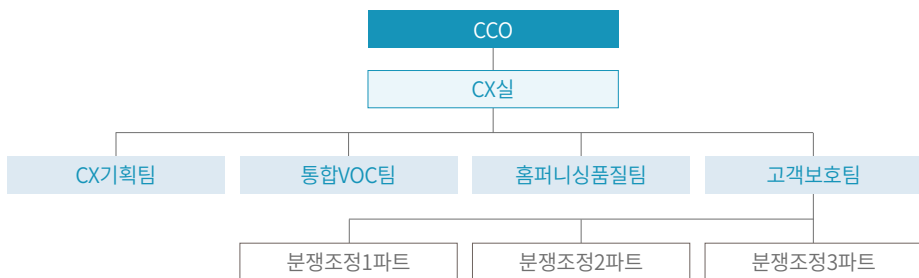 CCO
CX실
CX기획팀
통합VOC팀
홈퍼니싱품질팀
고객보호팀
분쟁조정1파트
분쟁조정2파트
분쟁조정3파트